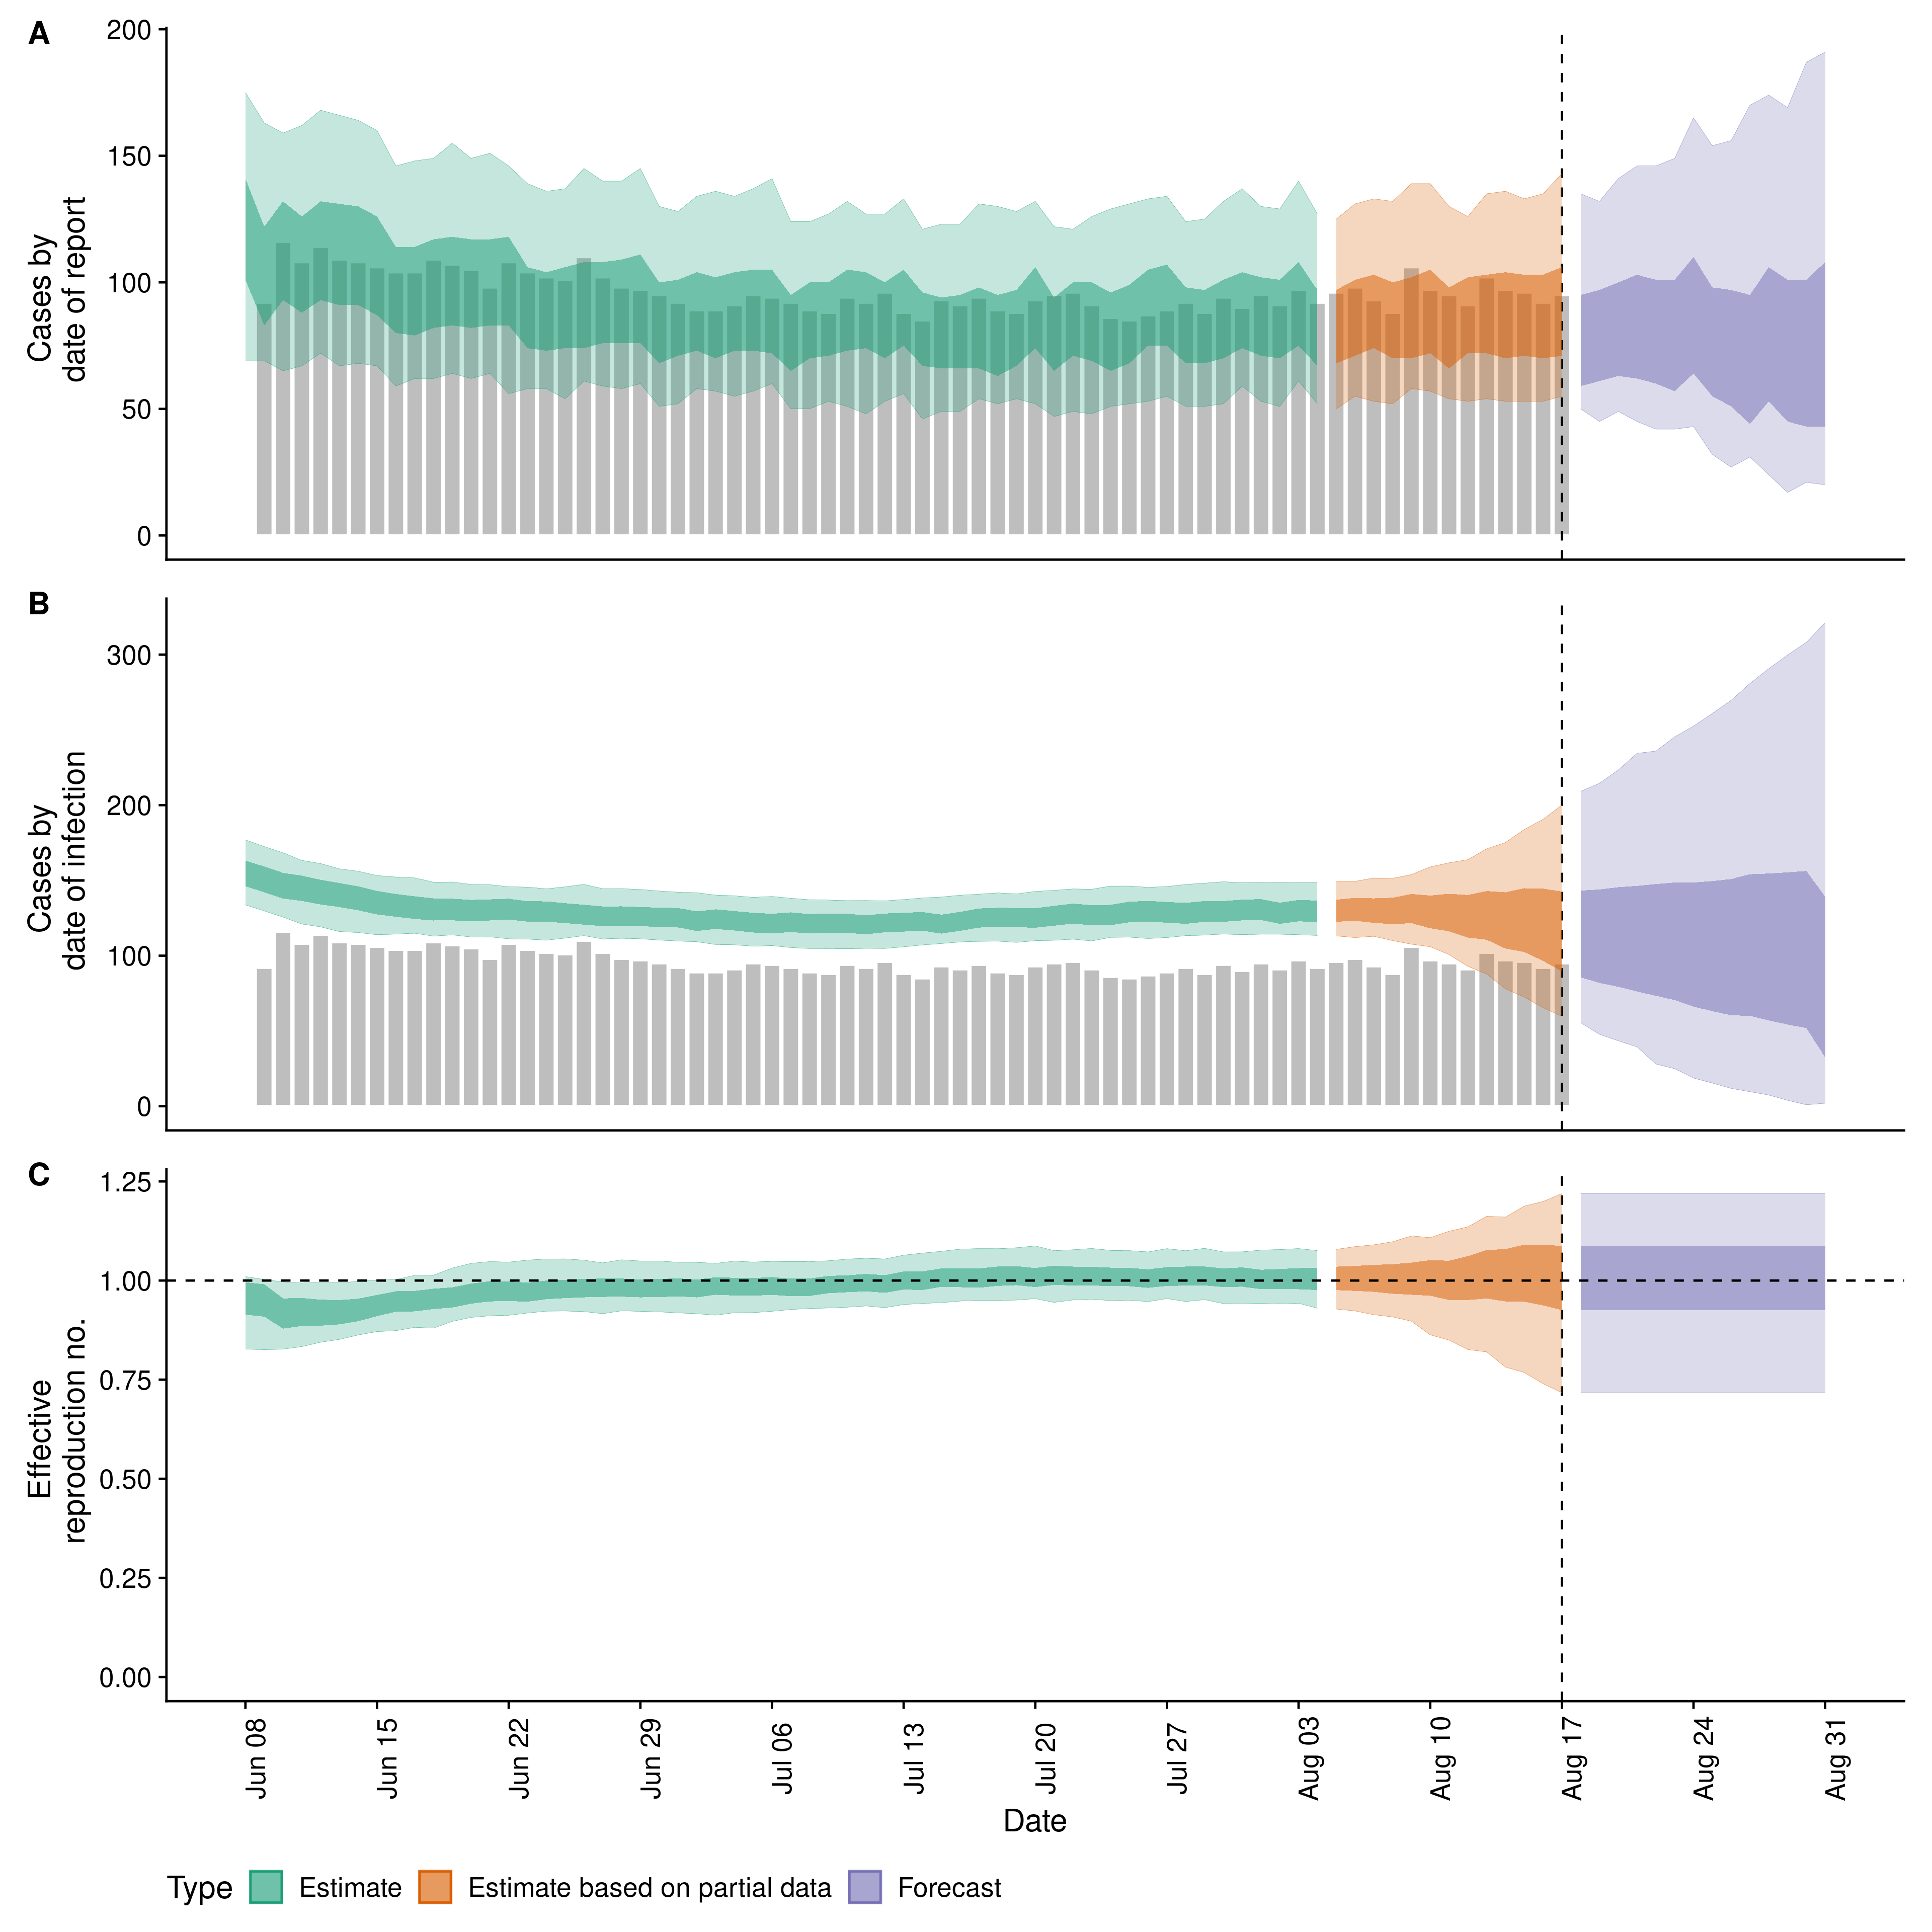 A
Cases by
date of report
200
150
100
50
0
B
Cases by
date of infection
300
200
100
0
C
Effective
reproduction no.
1.25
1.00
0.75
0.50
0.25
0.00
Jun 08
Jun 15
Jun 22
Jun 29
Jul 06
Jul 13
Jul 20
Jul 27
Aug 03
Aug 10
Aug 17
Aug 24
Aug 31
Date
Type Estimate Estimate based on partial data Forecast